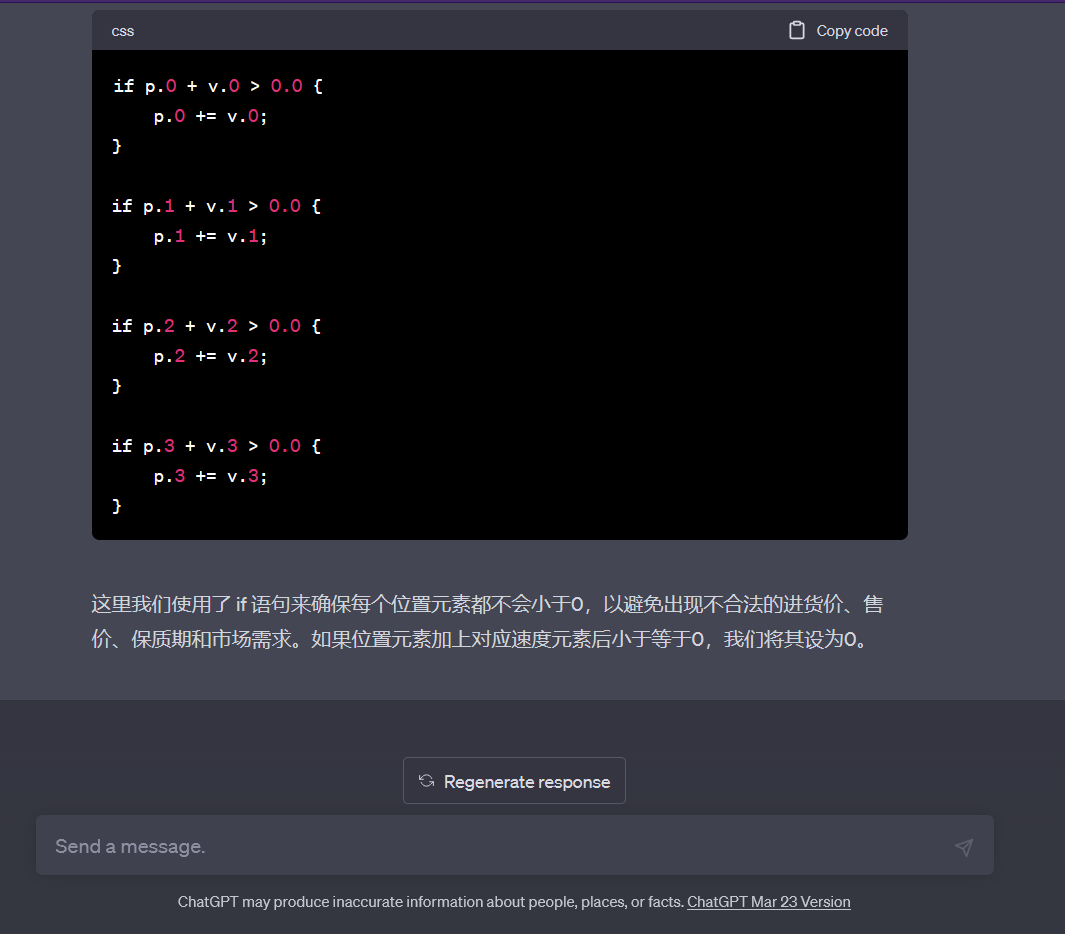 css
Copy code
if p.0 + v.0 > 0.0 {
    p.0 += v.0;
}
if p.1 + v.1 > 0.0 {
    p.1 += v.1;
}
if p.2 + v.2 > 0.0 {
    p.2 += v.2;
}
if p.3 + v.3 > 0.0 {
    p.3 += v.3;
}
这里我们使用了 if 语句来确保每个位置元素都不会小于0，以避免出现不合法的进货价、售
价、保质期和市场需求。如果位置元素加上对应速度元素后小于等于0，我们将其设为0。
Regenerate response
Send a message.
ChatGPT may produce inaccurate information about people, places, or facts. ChatGPT Mar 23 Version